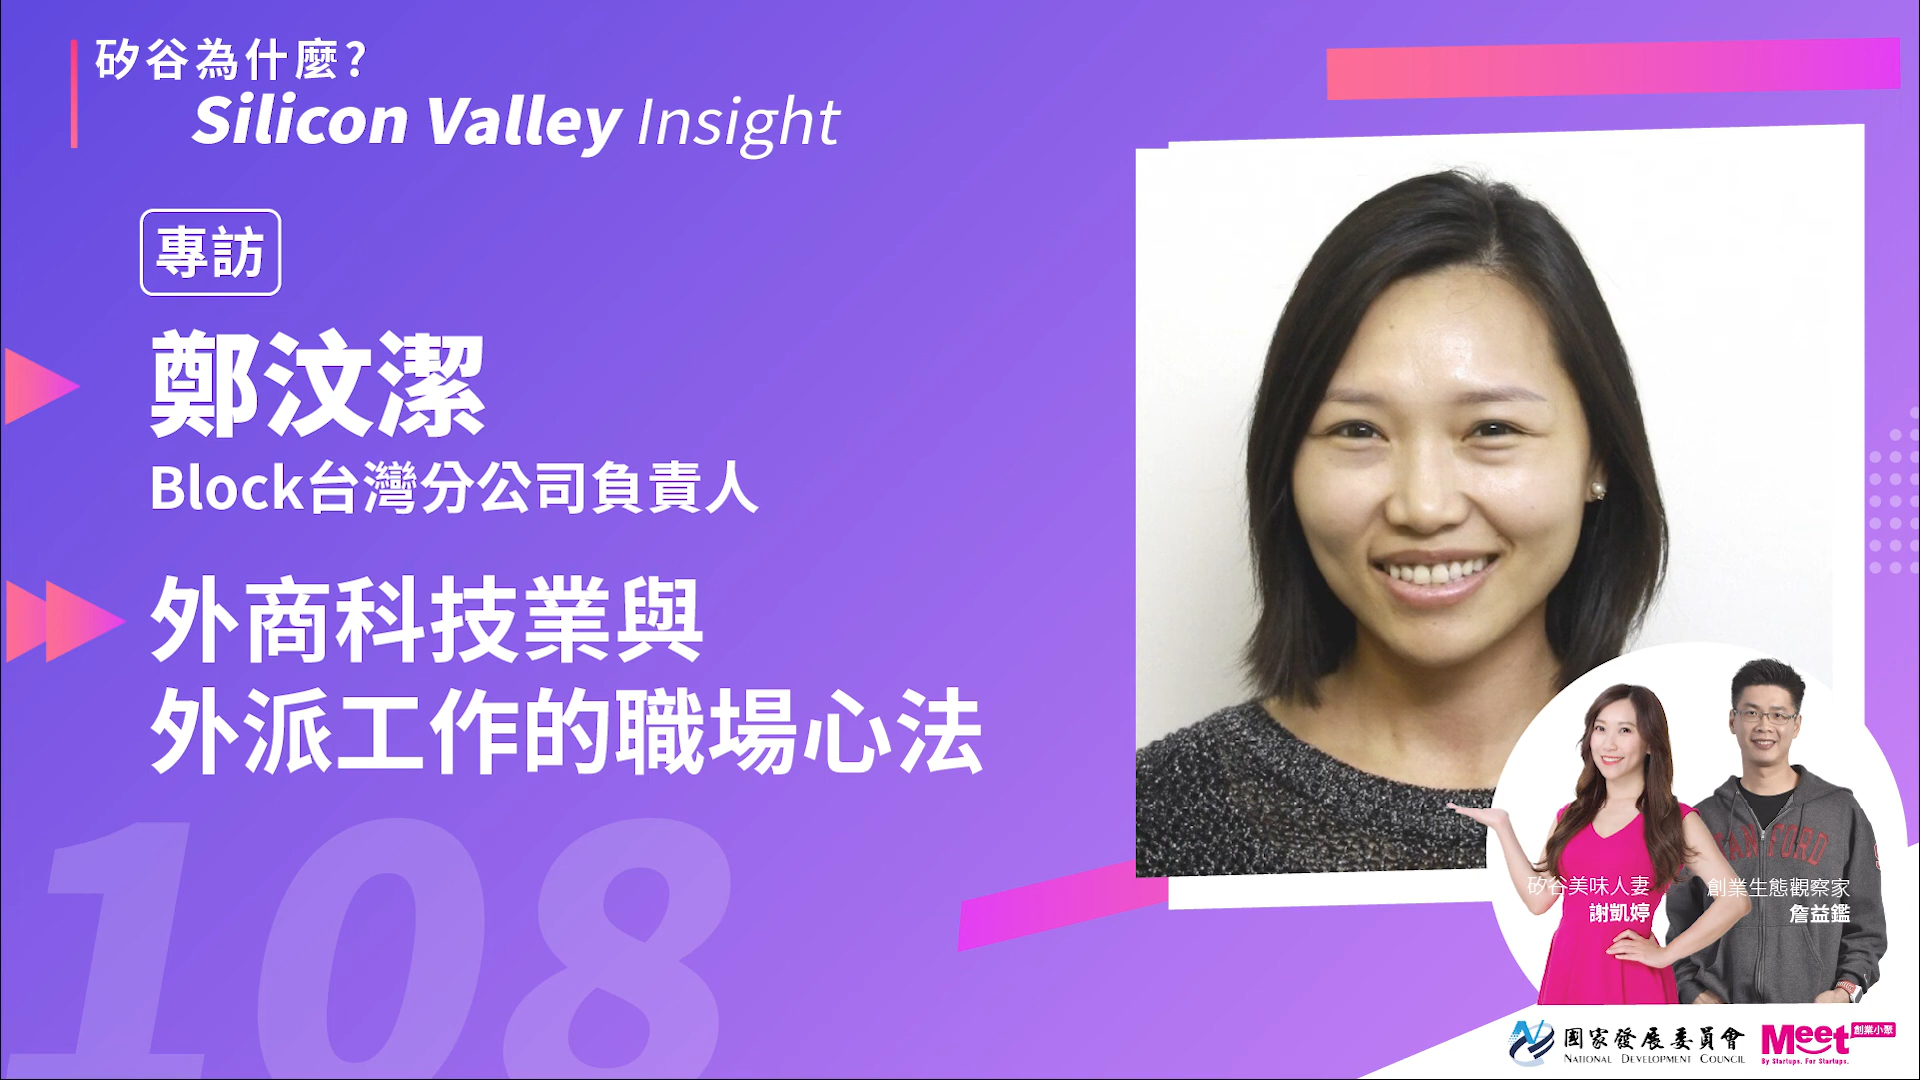 矽谷為什麼?
Silicon Valley Insight
專訪
鄭汶潔
Block台灣分公司負責人
外商科技業與
外派工作的職場心法
108
矽谷美味人妻
謝凱婷
創業生態觀察家
詹益鑑
國家發展委員會
NATIONAL DEVELOPMENT COUNCIL
Meet 創業小聚
By Startups. For Startups.